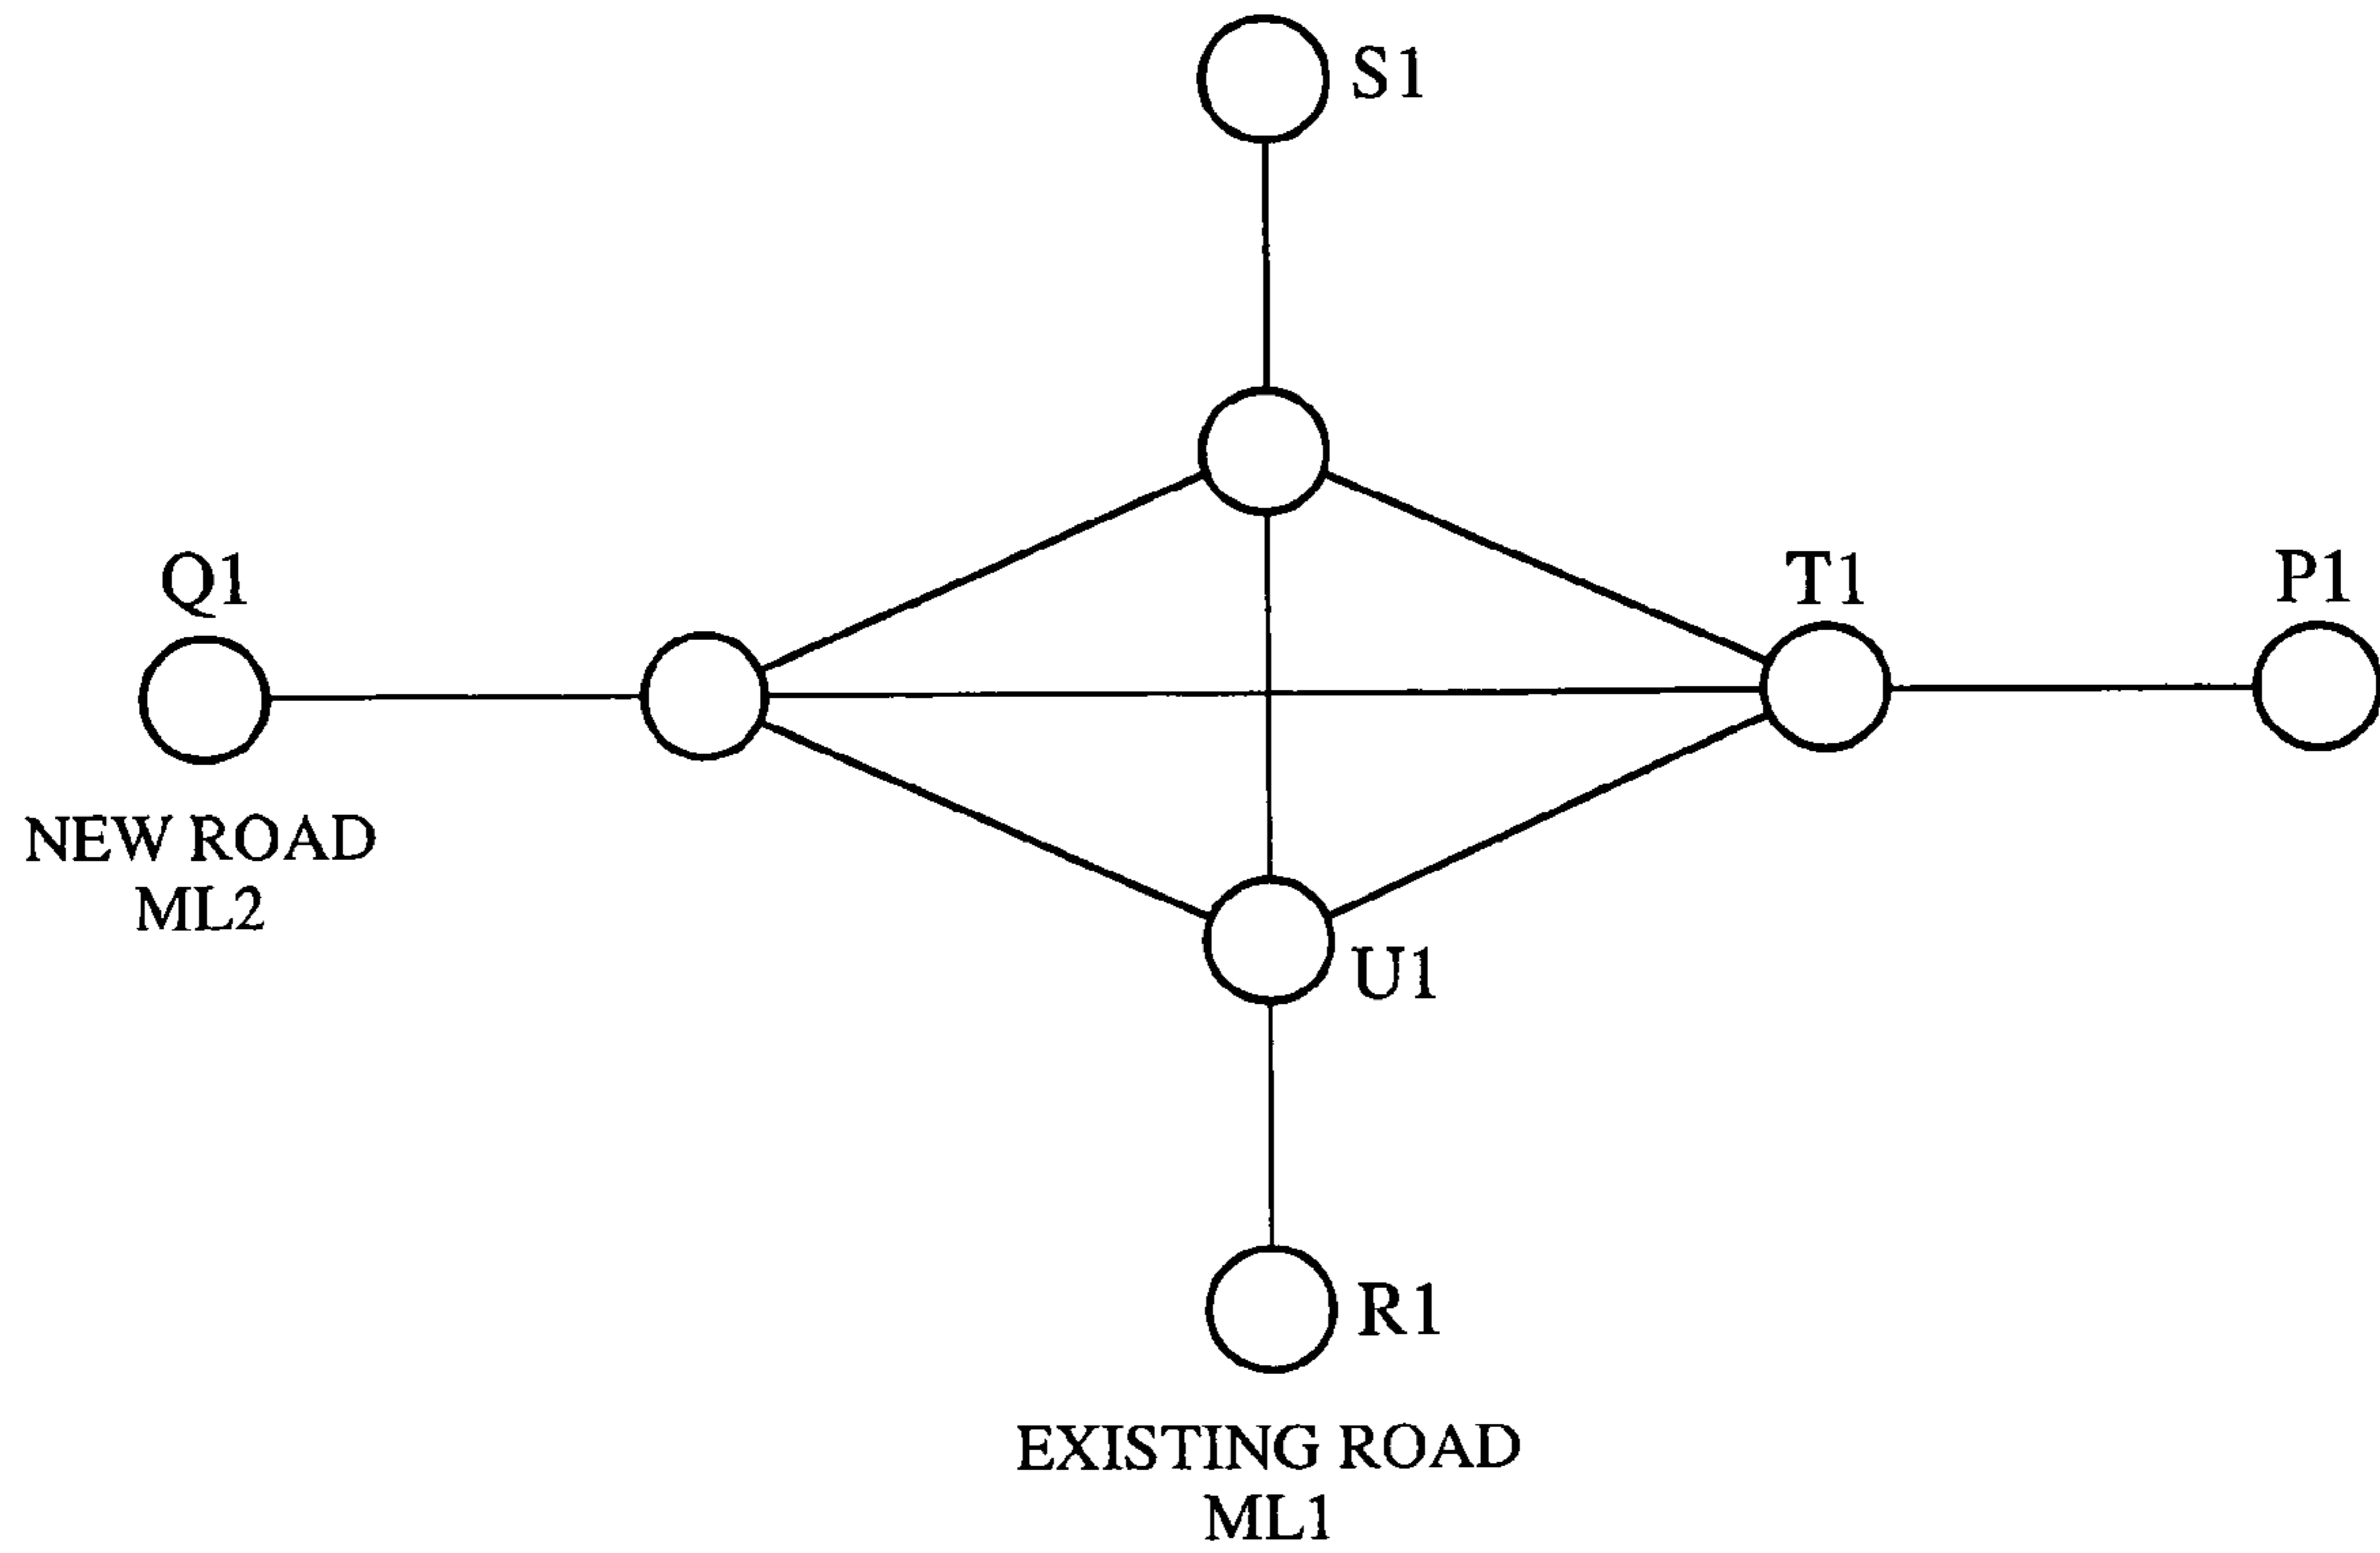 S1
Q1
T1
P1
NEW ROAD
ML2
U1
R1
EXISTING ROAD
ML1